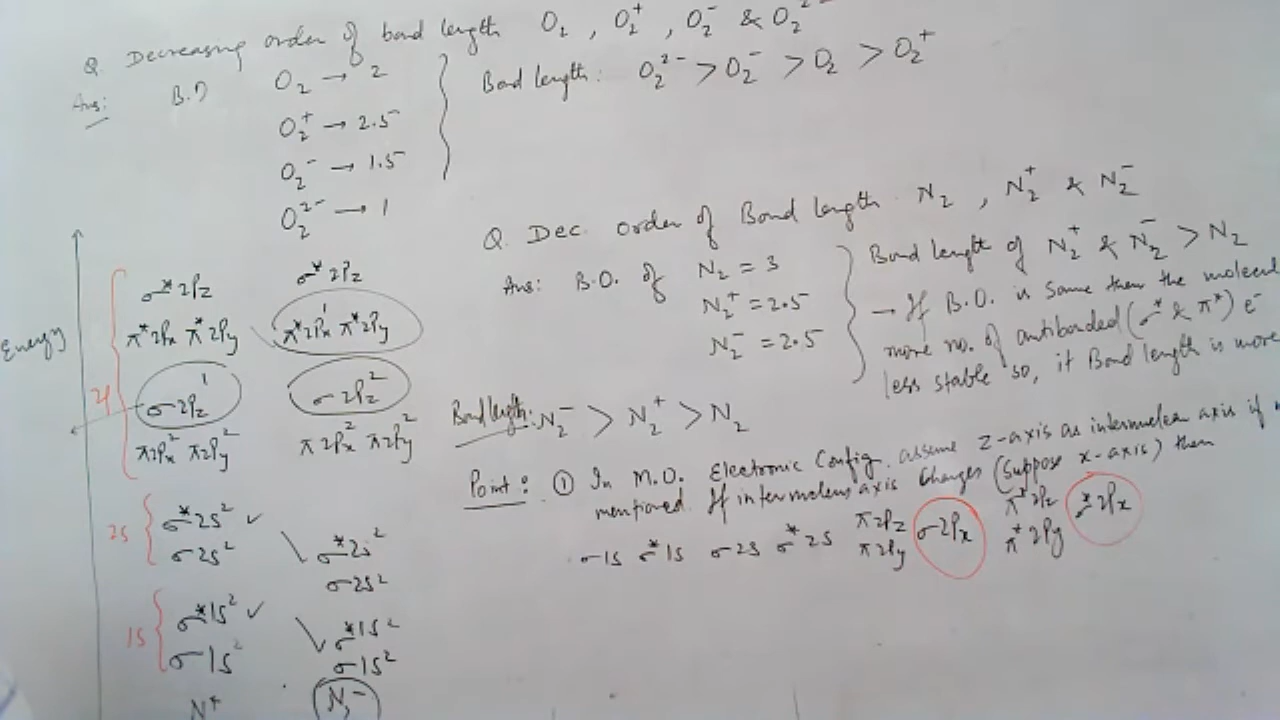 Q. Decreasing order of bond length O₂, O₂⁺, O₂⁻ & O₂²⁻
Ans: B.O O₂ → 2
O₂⁺ → 2.5
O₂⁻ → 1.5
O₂²⁻ → 1
Bond length: O₂²⁻ > O₂⁻ > O₂ > O₂⁺
Q. Dec. order of Bond length N₂, N₂⁺ & N₂⁻
Ans: B.O. of N₂ = 3
N₂⁺ = 2.5
N₂⁻ = 2.5
Bond length of N₂⁺ & N₂⁻ > N₂
→ If B.O. is same then the molecul
more no. of antibonded (σ* & π*) e⁻
less stable so, it Bond length is more
Bond length: N₂⁻ > N₂⁺ > N₂
Point: ① In M.O. Electronic Config. assume z-axis as internuclear axis if
mentioned. If internuclear axis changes (suppose x-axis) then
σ1s σ*1s σ2s σ*2s π2Pz σ2Px π*2Pz *2Px
π2Py π*2Py
Energy
2P
σ*2Pz
π*2Px π*2Py
σ2Pz¹
π2Px² π2Py²
2s
σ*2s² ✓
σ2s²
1s
σ*1s² ✓
σ1s²
N⁺
σ*2Pz
π*2Px¹ π*2Py
σ2Pz²
π2Px² π2Py²
σ*2s²
σ2s²
σ*1s²
σ1s²
N₂⁻